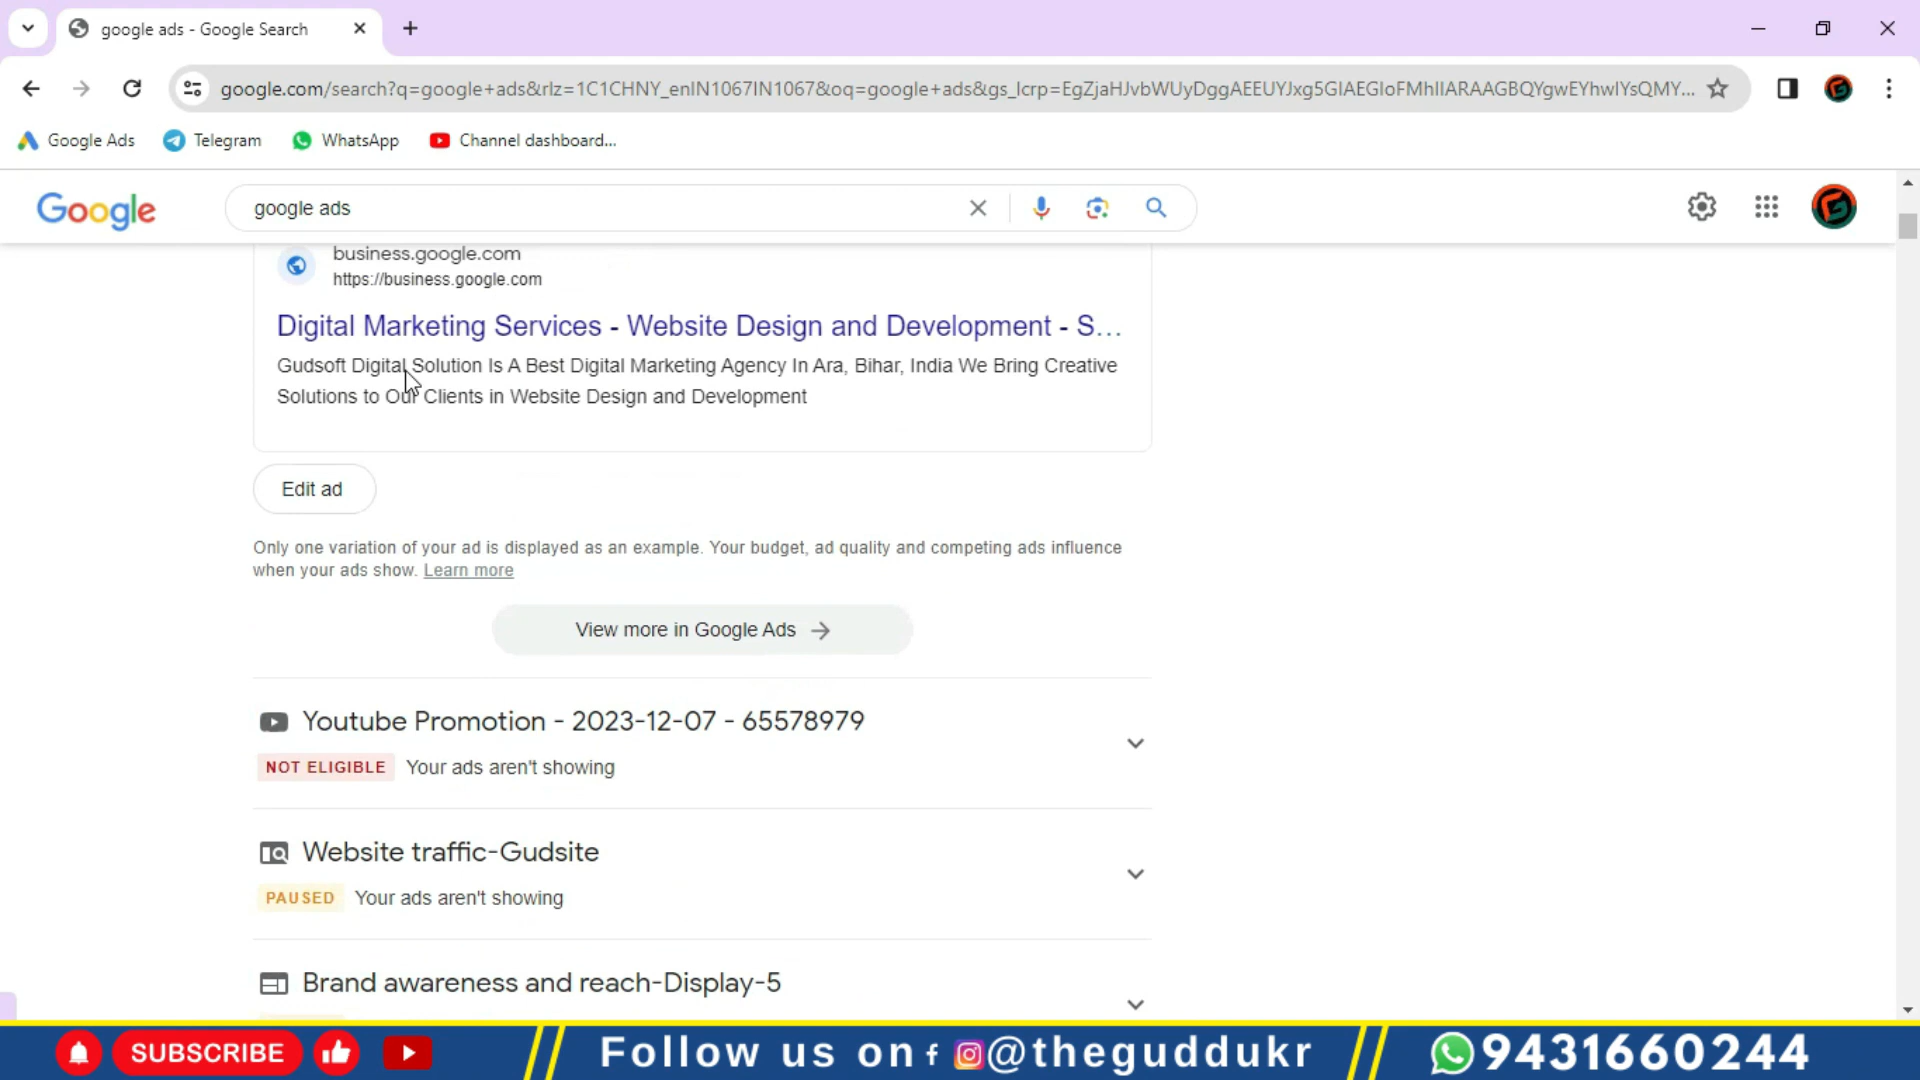 google ads - Google Search
google.com/search?q=google+ads&rlz=1C1CHNY_enIN1067IN1067&oq=google+ads&gs_lcrp=EgZjaHJvbWUyDggAEEUYJxg5GIAEGIoFMhIIARAAGBQYgwEYhwIYsQMY...
Google Ads Telegram WhatsApp Channel dashboard...
Google google ads
business.google.com
https://business.google.com
Digital Marketing Services - Website Design and Development - S...
Gudsoft Digital Solution Is A Best Digital Marketing Agency In Ara, Bihar, India We Bring Creative
Solutions to Our Clients in Website Design and Development
Edit ad
Only one variation of your ad is displayed as an example. Your budget, ad quality and competing ads influence
when your ads show. Learn more
View more in Google Ads
Youtube Promotion - 2023-12-07 - 65578979
NOT ELIGIBLE Your ads aren't showing
Website traffic-Gudsite
PAUSED Your ads aren't showing
Brand awareness and reach-Display-5
SUBSCRIBE Follow us on f @theguddukr 9431660244